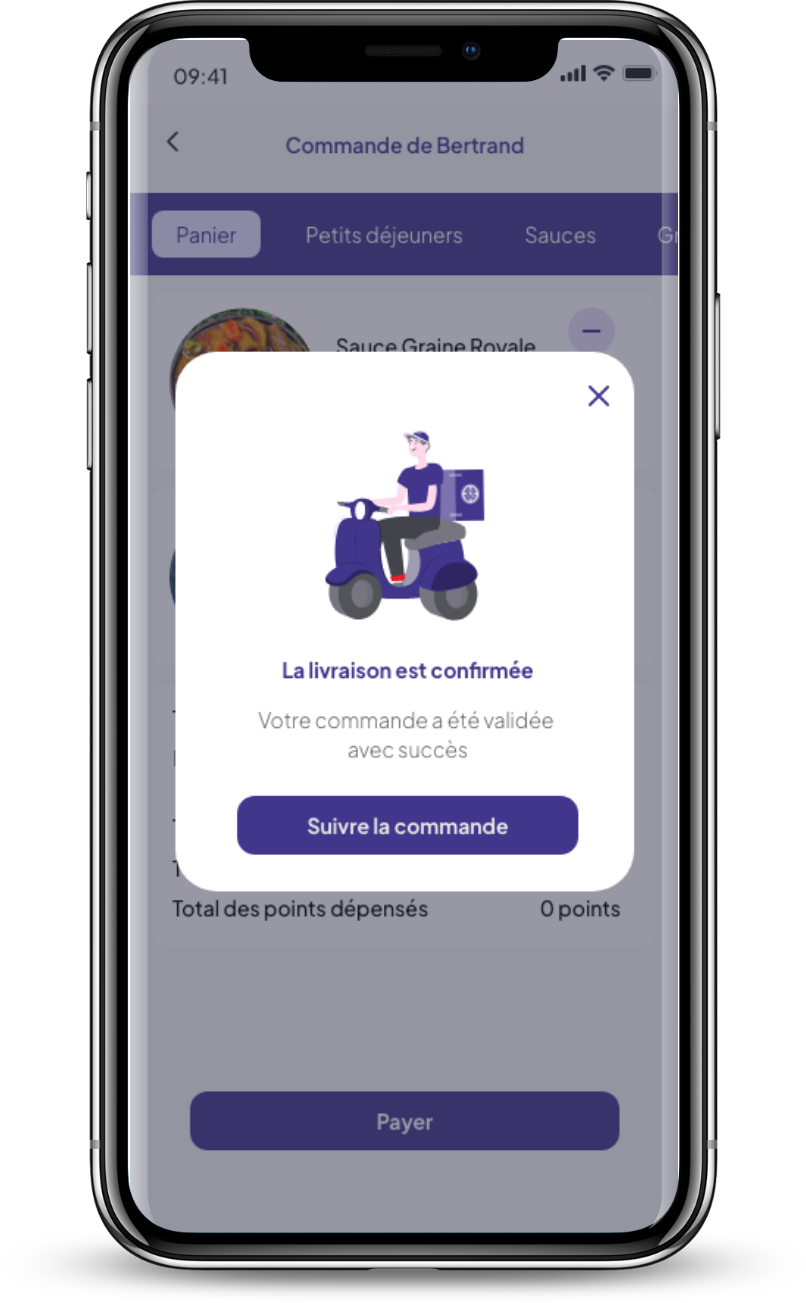 09:41
Commande de Bertrand
Panier Petits déjeuners Sauces Gr
Sauce Graine Royale
La livraison est confirmée
Votre commande a été validée
avec succès
Suivre la commande
Total des points dépensés 0 points
Payer